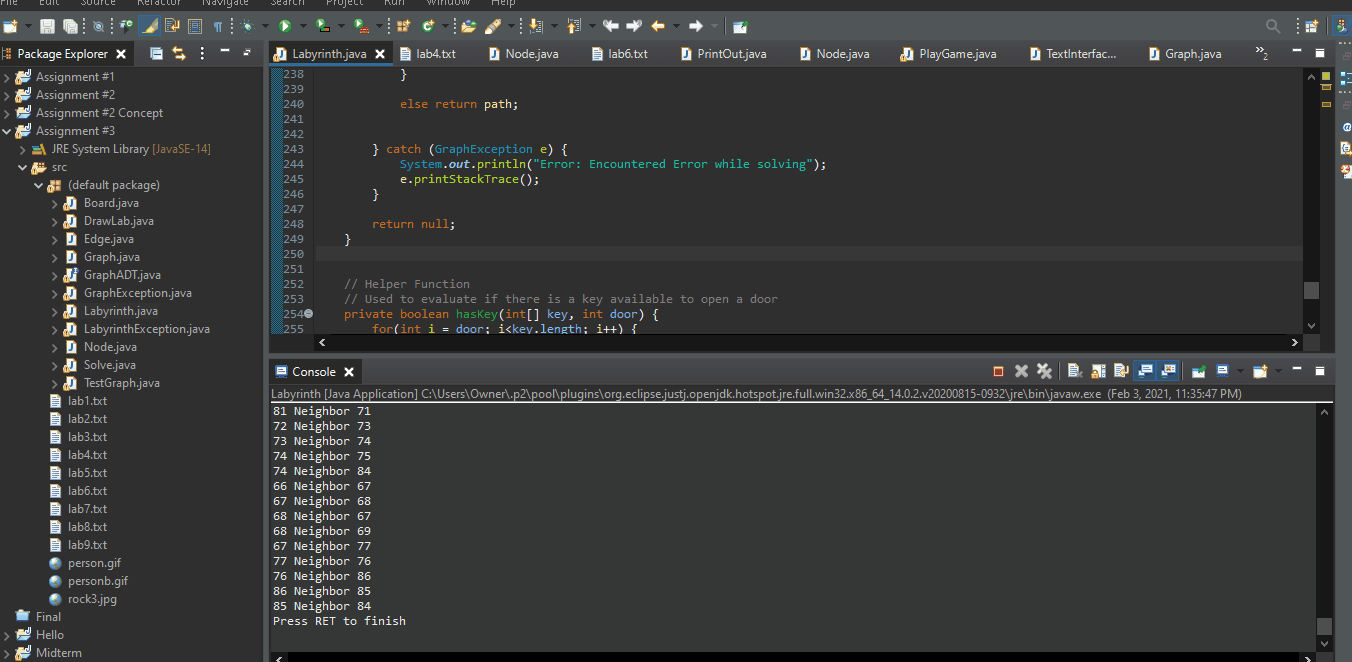 File Edit Source Refactor Navigate Search Project Run Window Help
Package Explorer
Assignment #1
Assignment #2
Assignment #2 Concept
Assignment #3
JRE System Library [JavaSE-14]
src
(default package)
Board.java
DrawLab.java
Edge.java
Graph.java
GraphADT.java
GraphException.java
Labyrinth.java
LabyrinthException.java
Node.java
Solve.java
TestGraph.java
lab1.txt
lab2.txt
lab3.txt
lab4.txt
lab5.txt
lab6.txt
lab7.txt
lab8.txt
lab9.txt
person.gif
personb.gif
rock3.jpg
Final
Hello
Midterm
Labyrinth.java lab4.txt Node.java lab6.txt PrintOut.java Node.java PlayGame.java TextInterfac... Graph.java »2
238 }
239
240 else return path;
241
242
243 } catch (GraphException e) {
244 System.out.println("Error: Encountered Error while solving");
245 e.printStackTrace();
246 }
247
248 return null;
249 }
250
251
252 // Helper Function
253 // Used to evaluate if there is a key available to open a door
254 private boolean hasKey(int[] key, int door) {
255 for(int i = door; i<key.length; i++) {
Console
Labyrinth [Java Application] C:\Users\Owner\.p2\pool\plugins\org.eclipse.justj.openjdk.hotspot.jre.full.win32.x86_64_14.0.2.v20200815-0932\jre\bin\javaw.exe (Feb 3, 2021, 11:35:47 PM)
81 Neighbor 71
72 Neighbor 73
73 Neighbor 74
74 Neighbor 75
74 Neighbor 84
66 Neighbor 67
67 Neighbor 68
68 Neighbor 67
68 Neighbor 69
67 Neighbor 77
77 Neighbor 76
76 Neighbor 86
86 Neighbor 85
85 Neighbor 84
Press RET to finish